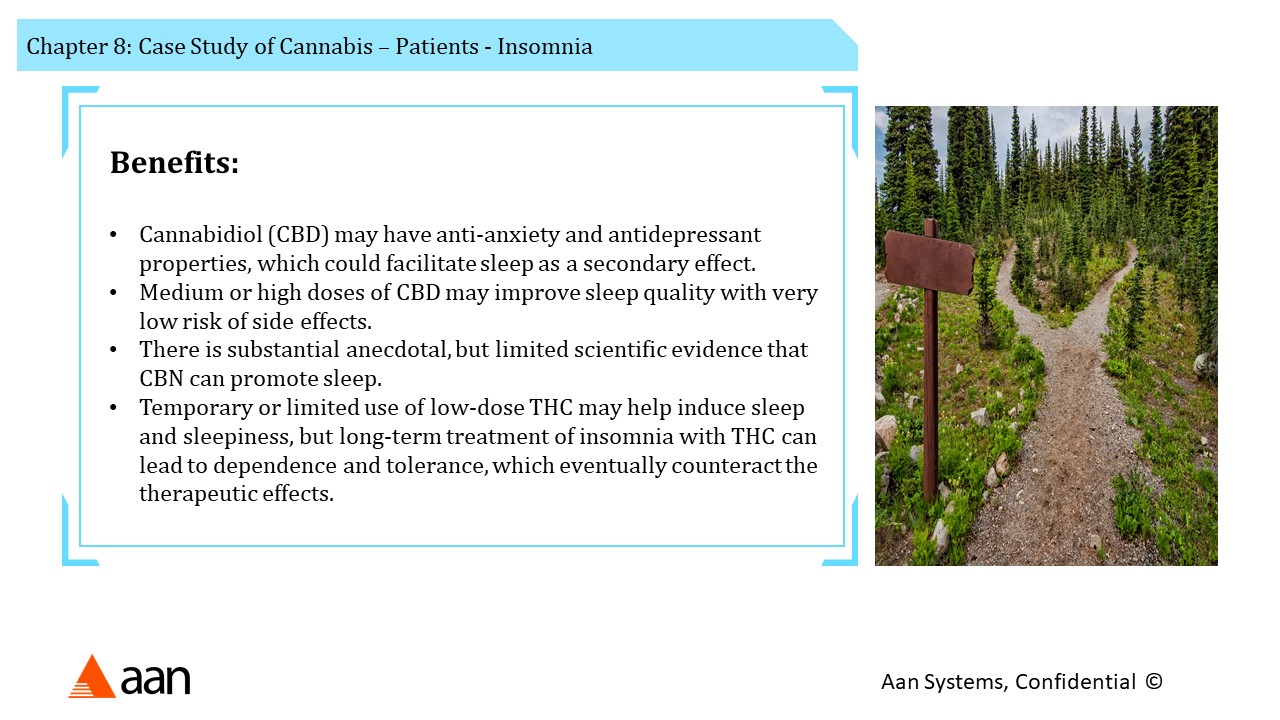 Chapter 8: Case Study of Cannabis – Patients - Insomnia
Benefits:
• Cannabidiol (CBD) may have anti-anxiety and antidepressant
properties, which could facilitate sleep as a secondary effect.
• Medium or high doses of CBD may improve sleep quality with very
low risk of side effects.
• There is substantial anecdotal, but limited scientific evidence that
CBN can promote sleep.
• Temporary or limited use of low-dose THC may help induce sleep
and sleepiness, but long-term treatment of insomnia with THC can
lead to dependence and tolerance, which eventually counteract the
therapeutic effects.
aan
Aan Systems, Confidential ©